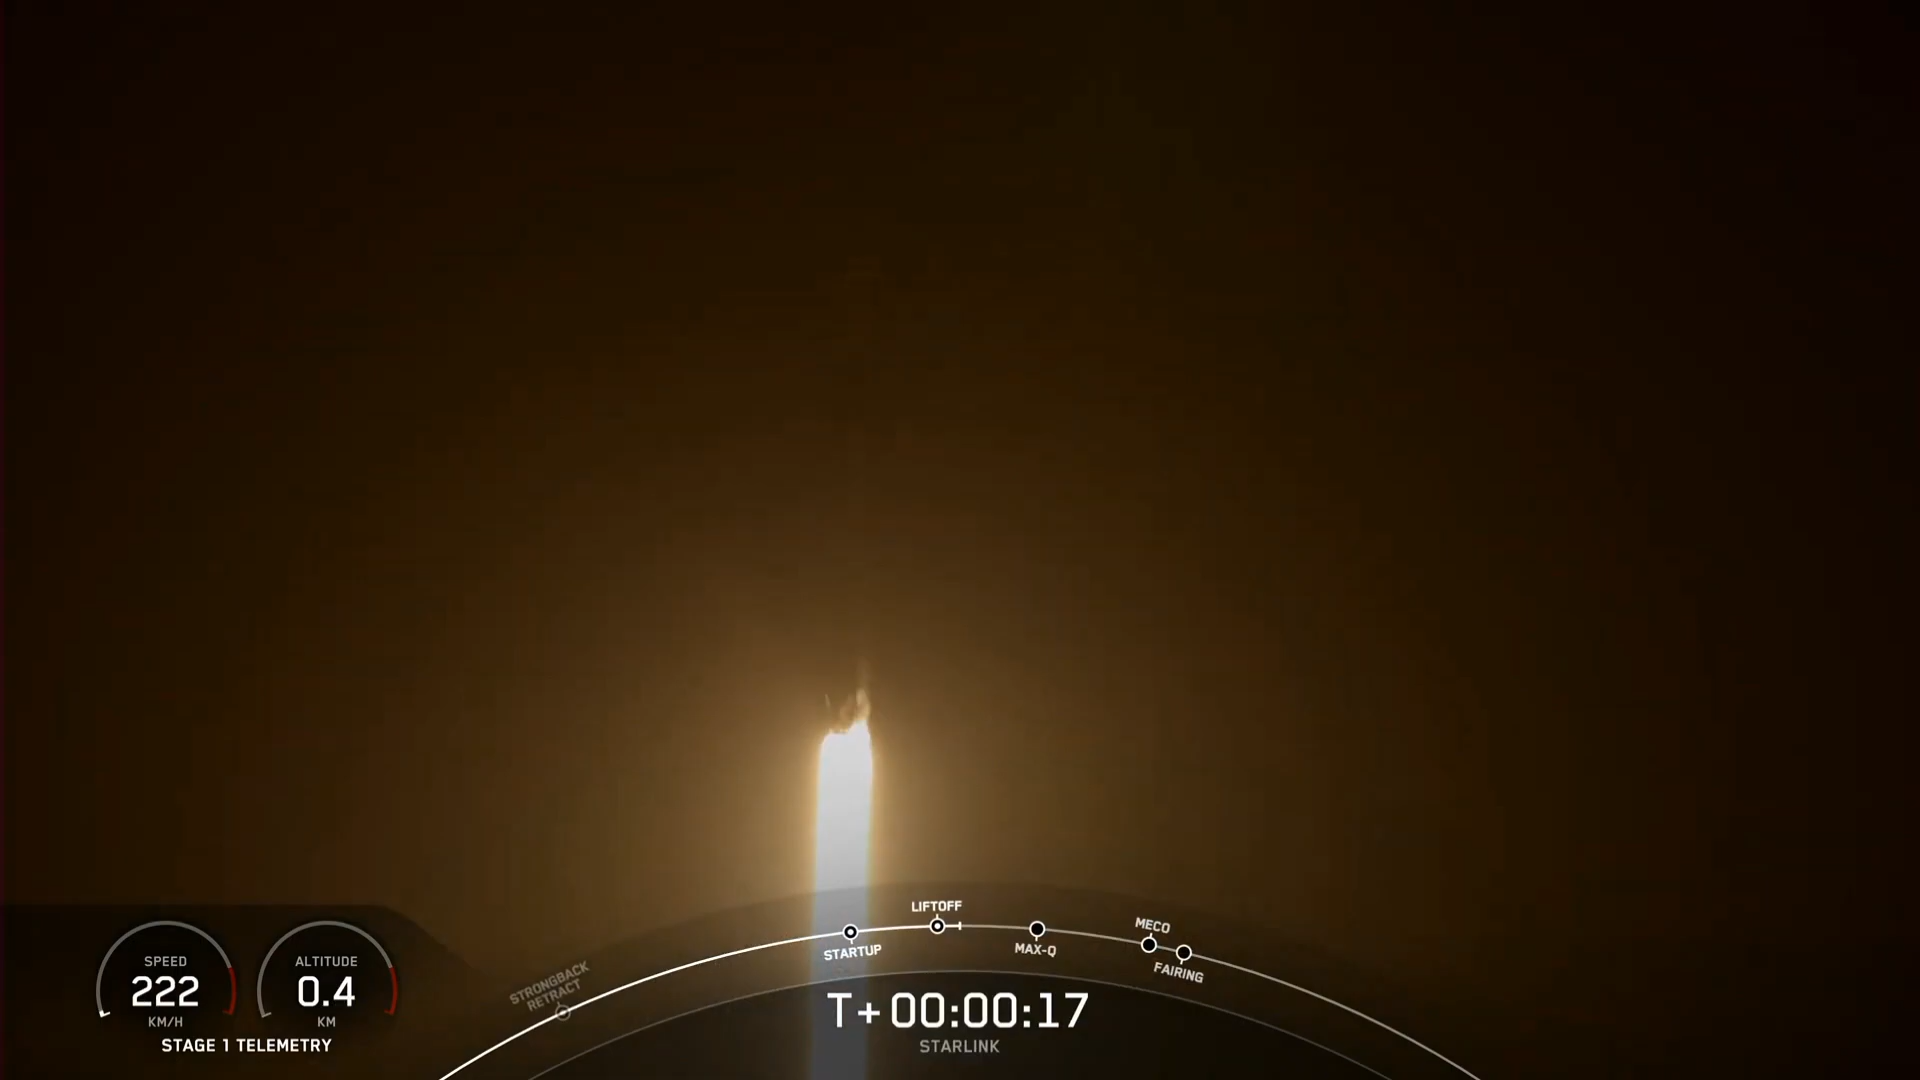 LIFTOFF
MECO
STARTUP
MAX-Q
FAIRING
STRONGBACK
RETRACT
SPEED
222
KM/H
ALTITUDE
0.4
KM
STAGE 1 TELEMETRY
T+00:00:17
STARLINK